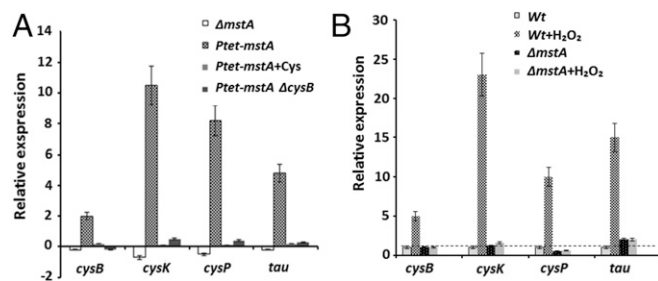 A
ΔmstA
Ptet-mstA
Ptet-mstA+Cys
Ptet-mstA ΔcysB
Relative exspression
14
12
10
8
6
4
2
0
-2
cysB cysK cysP tau
B
Wt
Wt+H₂O₂
ΔmstA
ΔmstA+H₂O₂
Relative expression
30
25
20
15
10
5
0
cysB cysK cysP tau